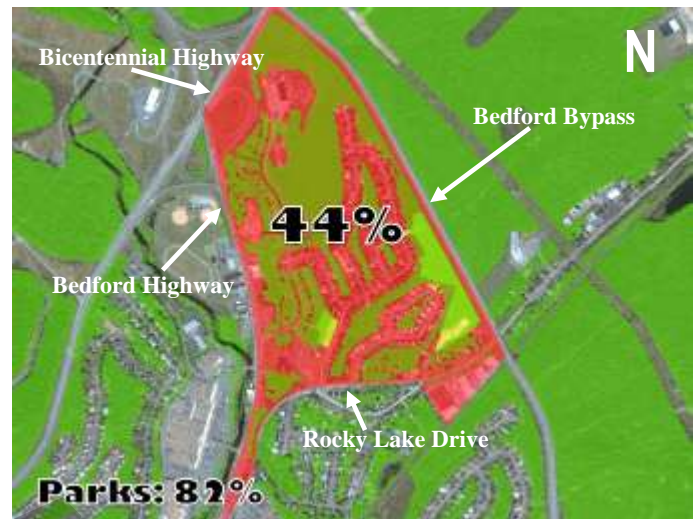 Bicentennial Highway
N
Bedford Bypass
44%
Bedford Highway
Rocky Lake Drive
Parks: 82%